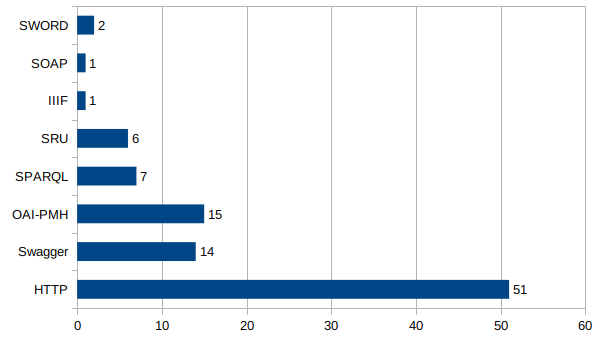 SWORD 2
SOAP 1
IIIF 1
SRU 6
SPARQL 7
OAI-PMH 15
Swagger 14
HTTP 51
0 10 20 30 40 50 60